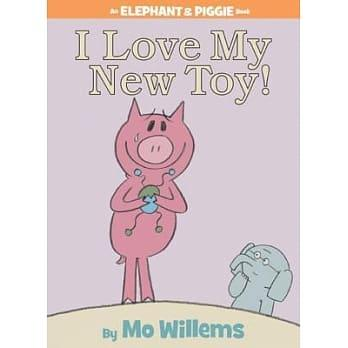 An ELEPHANT & PIGGIE Book
I Love My
New Toy!
By Mo Willems